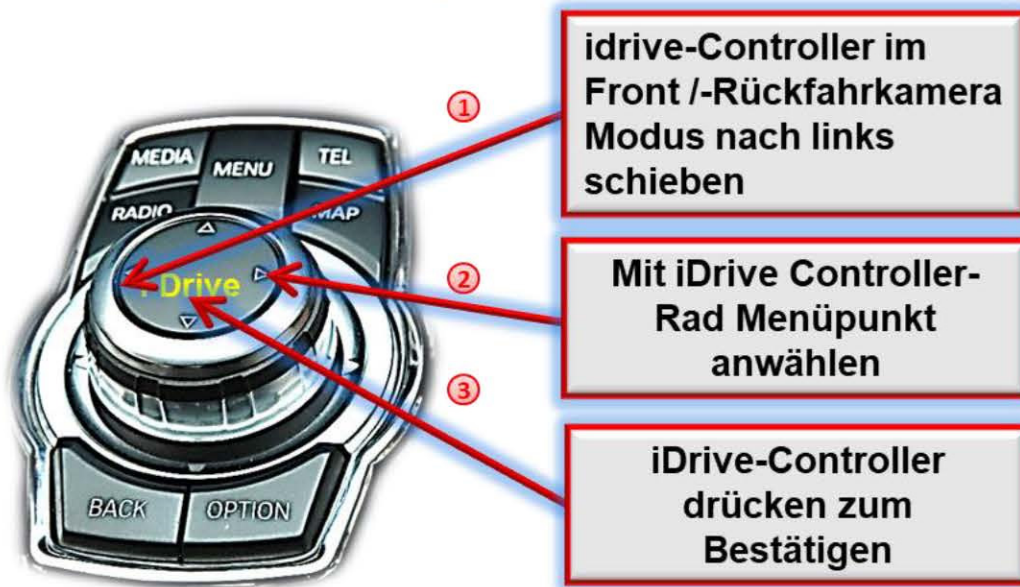 idrive-Controller im
Front /-Rückfahrkamera
Modus nach links
schieben
1
MEDIA
MENU
TEL
RADIO
MAP
Drive
2
Mit iDrive Controller-
Rad Menüpunkt
anwählen
3
iDrive-Controller
drücken zum
Bestätigen
BACK
OPTION